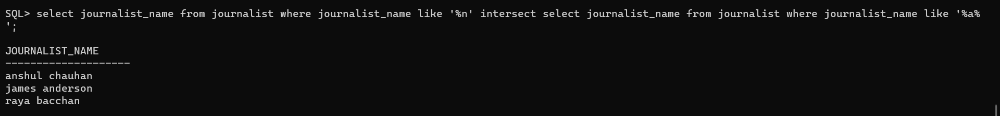 SQL> select journalist_name from journalist where journalist_name like '%n' intersect select journalist_name from journalist where journalist_name like '%a%
';
JOURNALIST_NAME
--------------------
anshul chauhan
james anderson
raya bacchan